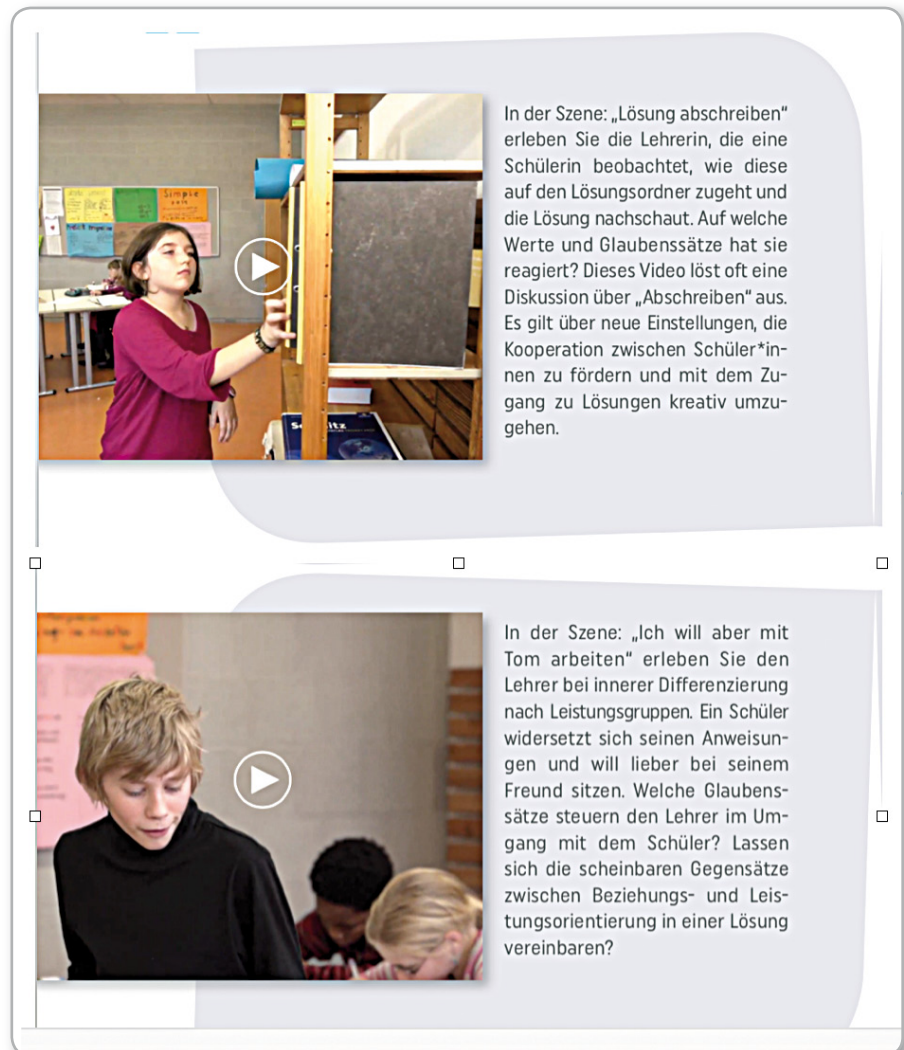 In der Szene: „Lösung abschreiben“
erleben Sie die Lehrerin, die eine
Schülerin beobachtet, wie diese
auf den Lösungsordner zugeht und
die Lösung nachschaut. Auf welche
Werte und Glaubenssätze hat sie
reagiert? Dieses Video löst oft eine
Diskussion über „Abschreiben“ aus.
Es gilt über neue Einstellungen, die
Kooperation zwischen Schüler*in-
nen zu fördern und mit dem Zu-
gang zu Lösungen kreativ umzu-
gehen.
Simple
In der Szene: „Ich will aber mit
Tom arbeiten“ erleben Sie den
Lehrer bei innerer Differenzierung
nach Leistungsgruppen. Ein Schüler
widersetzt sich seinen Anweisun-
gen und will lieber bei seinem
Freund sitzen. Welche Glaubens-
sätze steuern den Lehrer im Um-
gang mit dem Schüler? Lassen
sich die scheinbaren Gegensätze
zwischen Beziehungs- und Leis-
tungsorientierung in einer Lösung
vereinbaren?